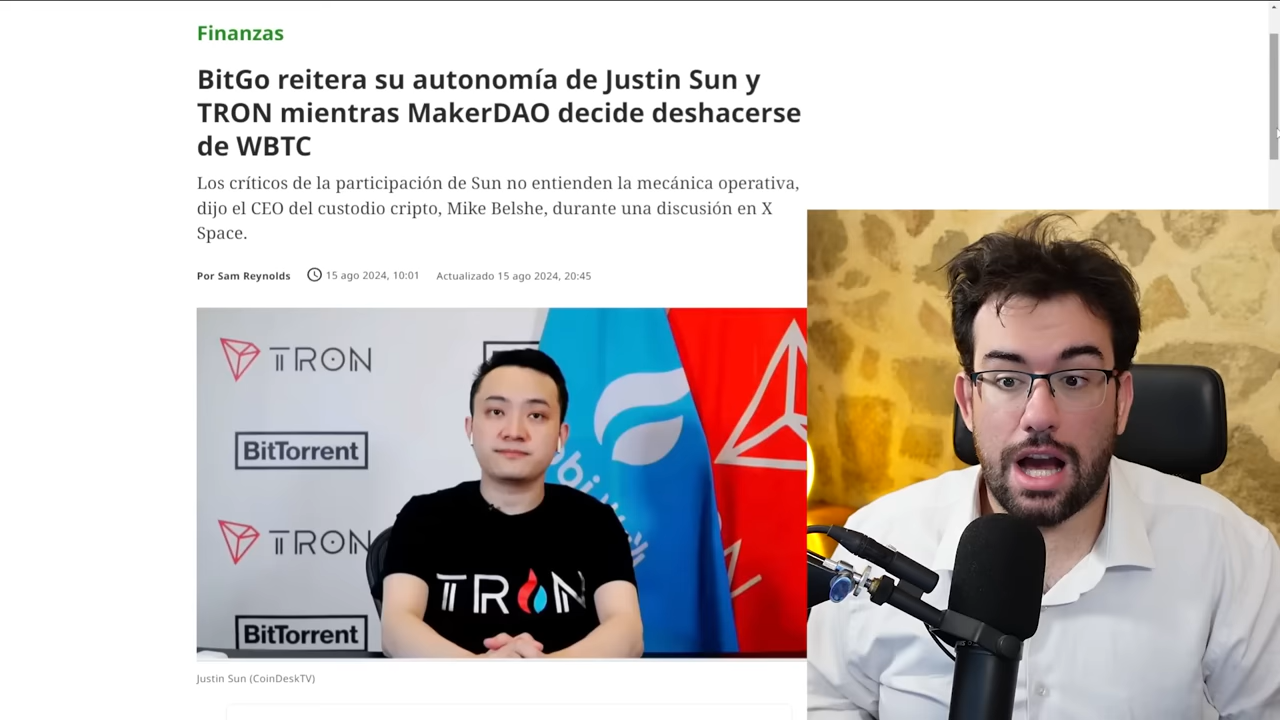 Finanzas
BitGo reitera su autonomía de Justin Sun y
TRON mientras MakerDAO decide deshacerse
de WBTC
Los críticos de la participación de Sun no entienden la mecánica operativa,
dijo el CEO del custodio cripto, Mike Belshe, durante una discusión en X
Space.
Por Sam Reynolds 15 ago 2024, 10:01 Actualizado 15 ago 2024, 20:45
TRON
BitTorrent
TRON
BitTorrent
TRON
Justin Sun (CoinDeskTV)